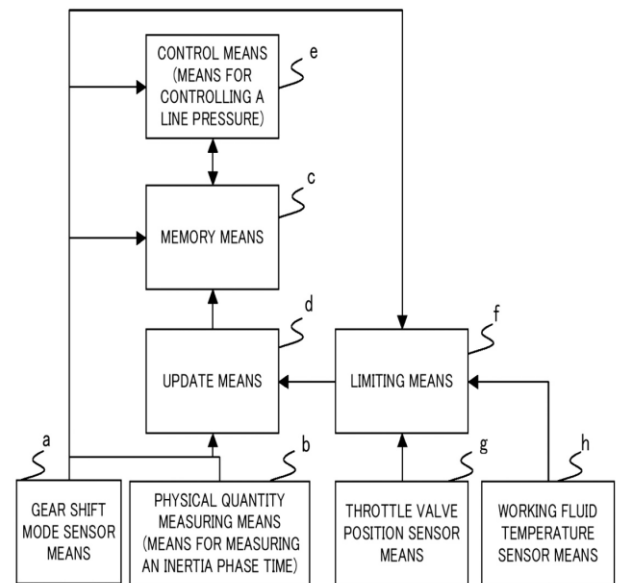 e
CONTROL MEANS
(MEANS FOR
CONTROLLING A
LINE PRESSURE)
c
MEMORY MEANS
d
UPDATE MEANS
f
LIMITING MEANS
a
GEAR SHIFT
MODE SENSOR
MEANS
b
PHYSICAL QUANTITY
MEASURING MEANS
(MEANS FOR MEASURING
AN INERTIA PHASE TIME)
g
THROTTLE VALVE
POSITION SENSOR
MEANS
h
WORKING FLUID
TEMPERATURE
SENSOR MEANS